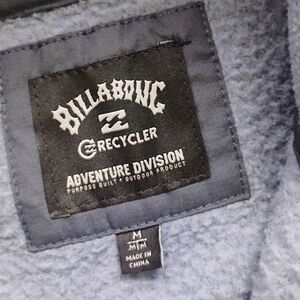 BILLABONG
RECYCLER
ADVENTURE DIVISION
PURPOSE BUILT + OUTDOOR PRODUCT
M
M/M
MADE IN
CHINA